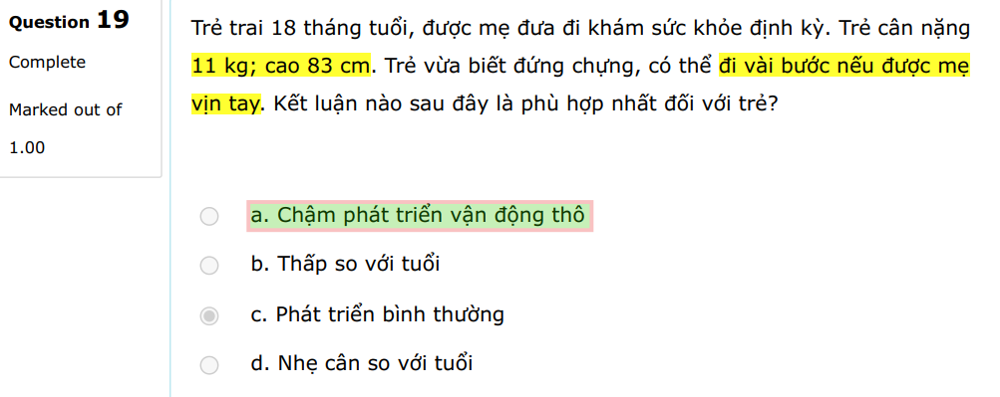 Question 19
Complete
Marked out of
1.00
Trẻ trai 18 tháng tuổi, được mẹ đưa đi khám sức khỏe định kỳ. Trẻ cân nặng
11 kg; cao 83 cm. Trẻ vừa biết đứng chựng, có thể đi vài bước nếu được mẹ
vịn tay. Kết luận nào sau đây là phù hợp nhất đối với trẻ?
a. Chậm phát triển vận động thô
b. Thấp so với tuổi
c. Phát triển bình thường
d. Nhẹ cân so với tuổi